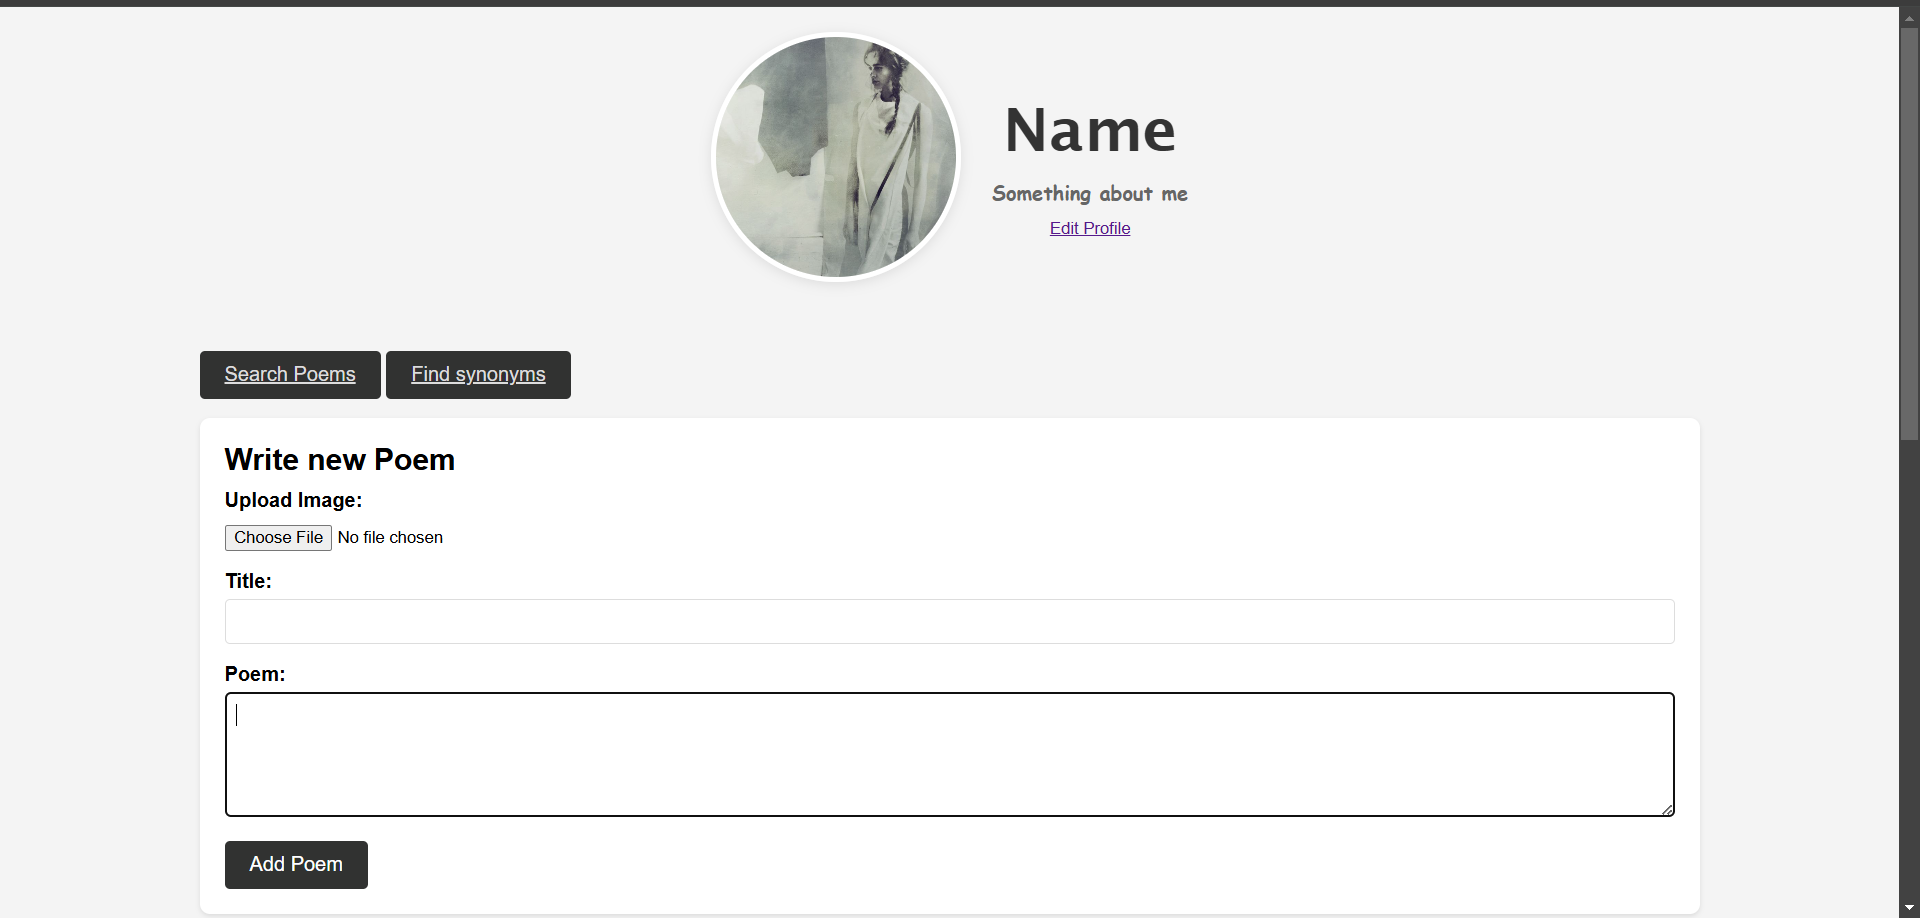 Name
Something about me
Edit Profile
Search Poems Find synonyms
Write new Poem
Upload Image:
Choose File No file chosen
Title:
Poem:
Add Poem